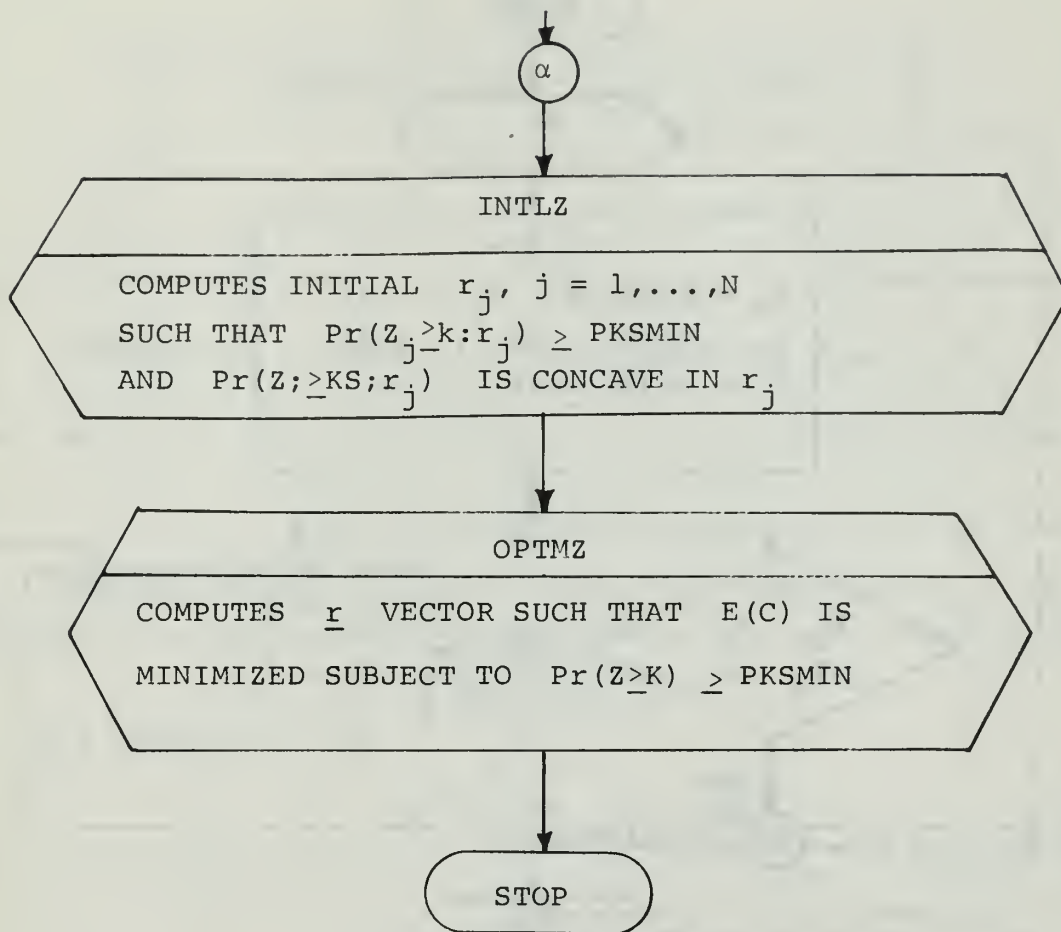 α
INTLZ
COMPUTES INITIAL r_j, j = 1,...,N
SUCH THAT Pr(Z_j≥k:r_j) ≥ PKSMIN
AND Pr(Z;≥KS;r_j) IS CONCAVE IN r_j
OPTMZ
COMPUTES r VECTOR SUCH THAT E(C) IS
MINIMIZED SUBJECT TO Pr(Z≥K) ≥ PKSMIN
STOP